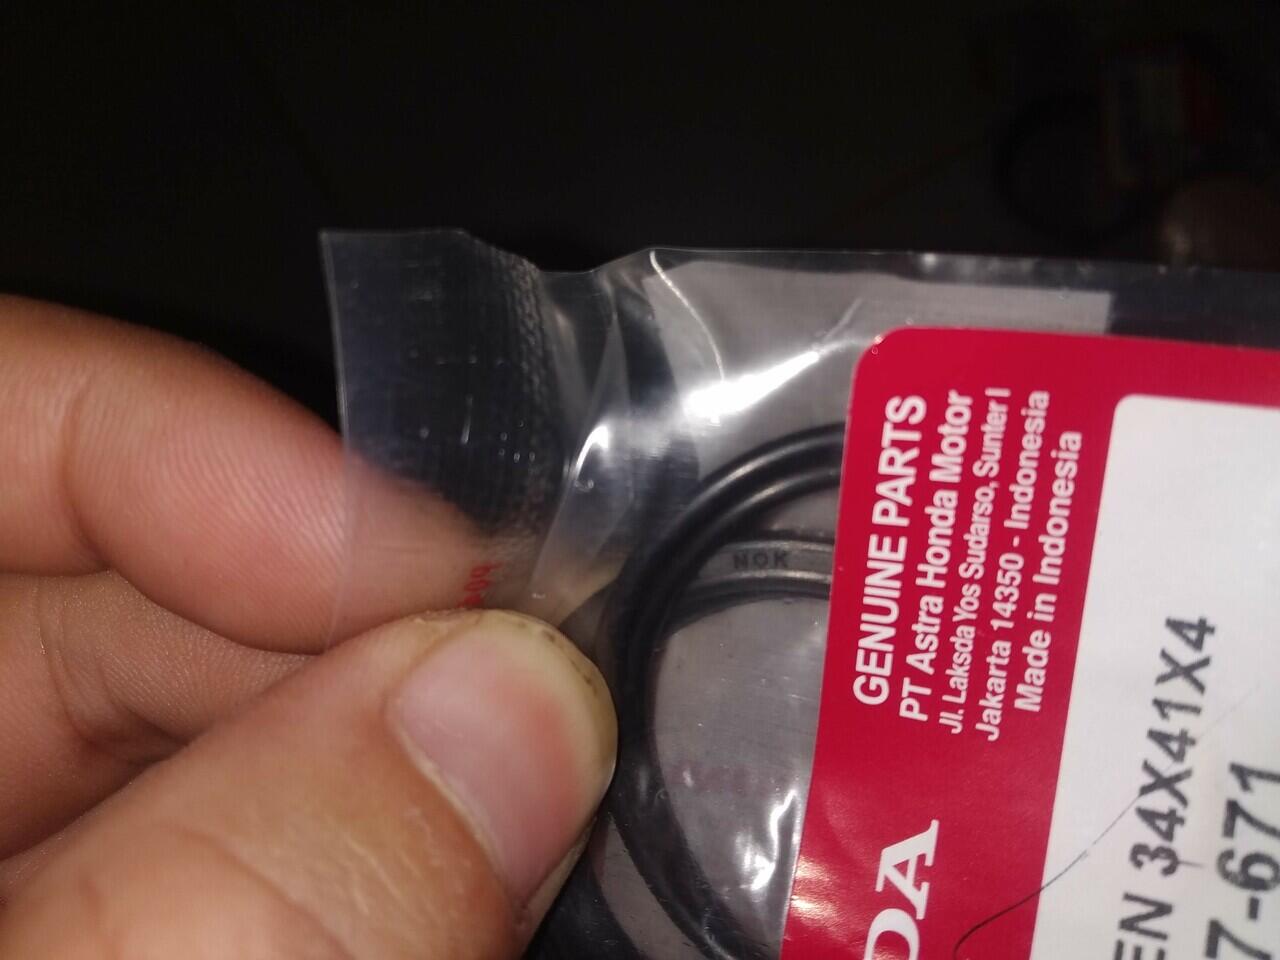 NOK
GENUINE PARTS
PT Astra Honda Motor
Jl. Laksda Yos Sudarso, Sunter I
Jakarta 14350 - Indonesia
Made in Indonesia
DA
EN 34X41X4
7-671